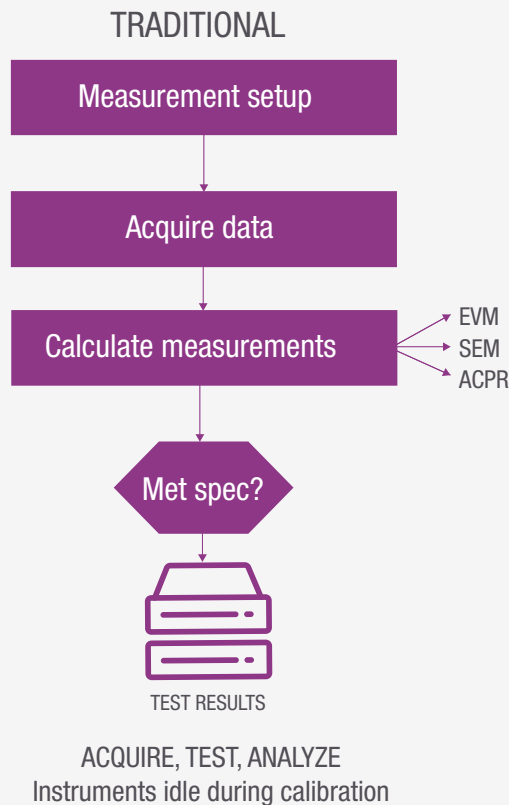 TRADITIONAL
Measurement setup
Acquire data
Calculate measurements
EVM
SEM
ACPR
Met spec?
TEST RESULTS
ACQUIRE, TEST, ANALYZE
Instruments idle during calibration